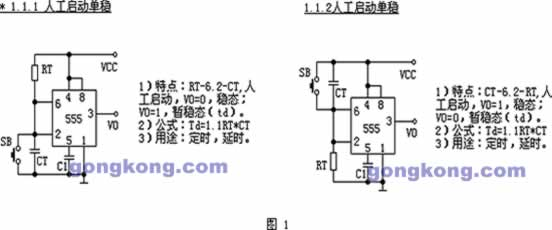 * 1.1.1 人工启动单稳
RT
VCC
4 8
6
3
555
VO
SB
2
5 1
CT
C1
1)特点:RT-6.2-CT,人
工启动,VO=0,稳态;
VO=1,暂稳态(td)。
2)公式:Td=1.1RT*CT
3)用途:定时,延时。
gongkong.com
1.1.2人工启动单稳
VCC
SB
CT
4 8
6
3
555
VO
2
5 1
RT
C1
1)特点:CT-6.2-RT,人
工启动,VO=1,稳态;
VO=0,暂稳态(td)。
2)公式:Td=1.1RT*CT
3)用途:定时,延时。
gongkong.com
图 1